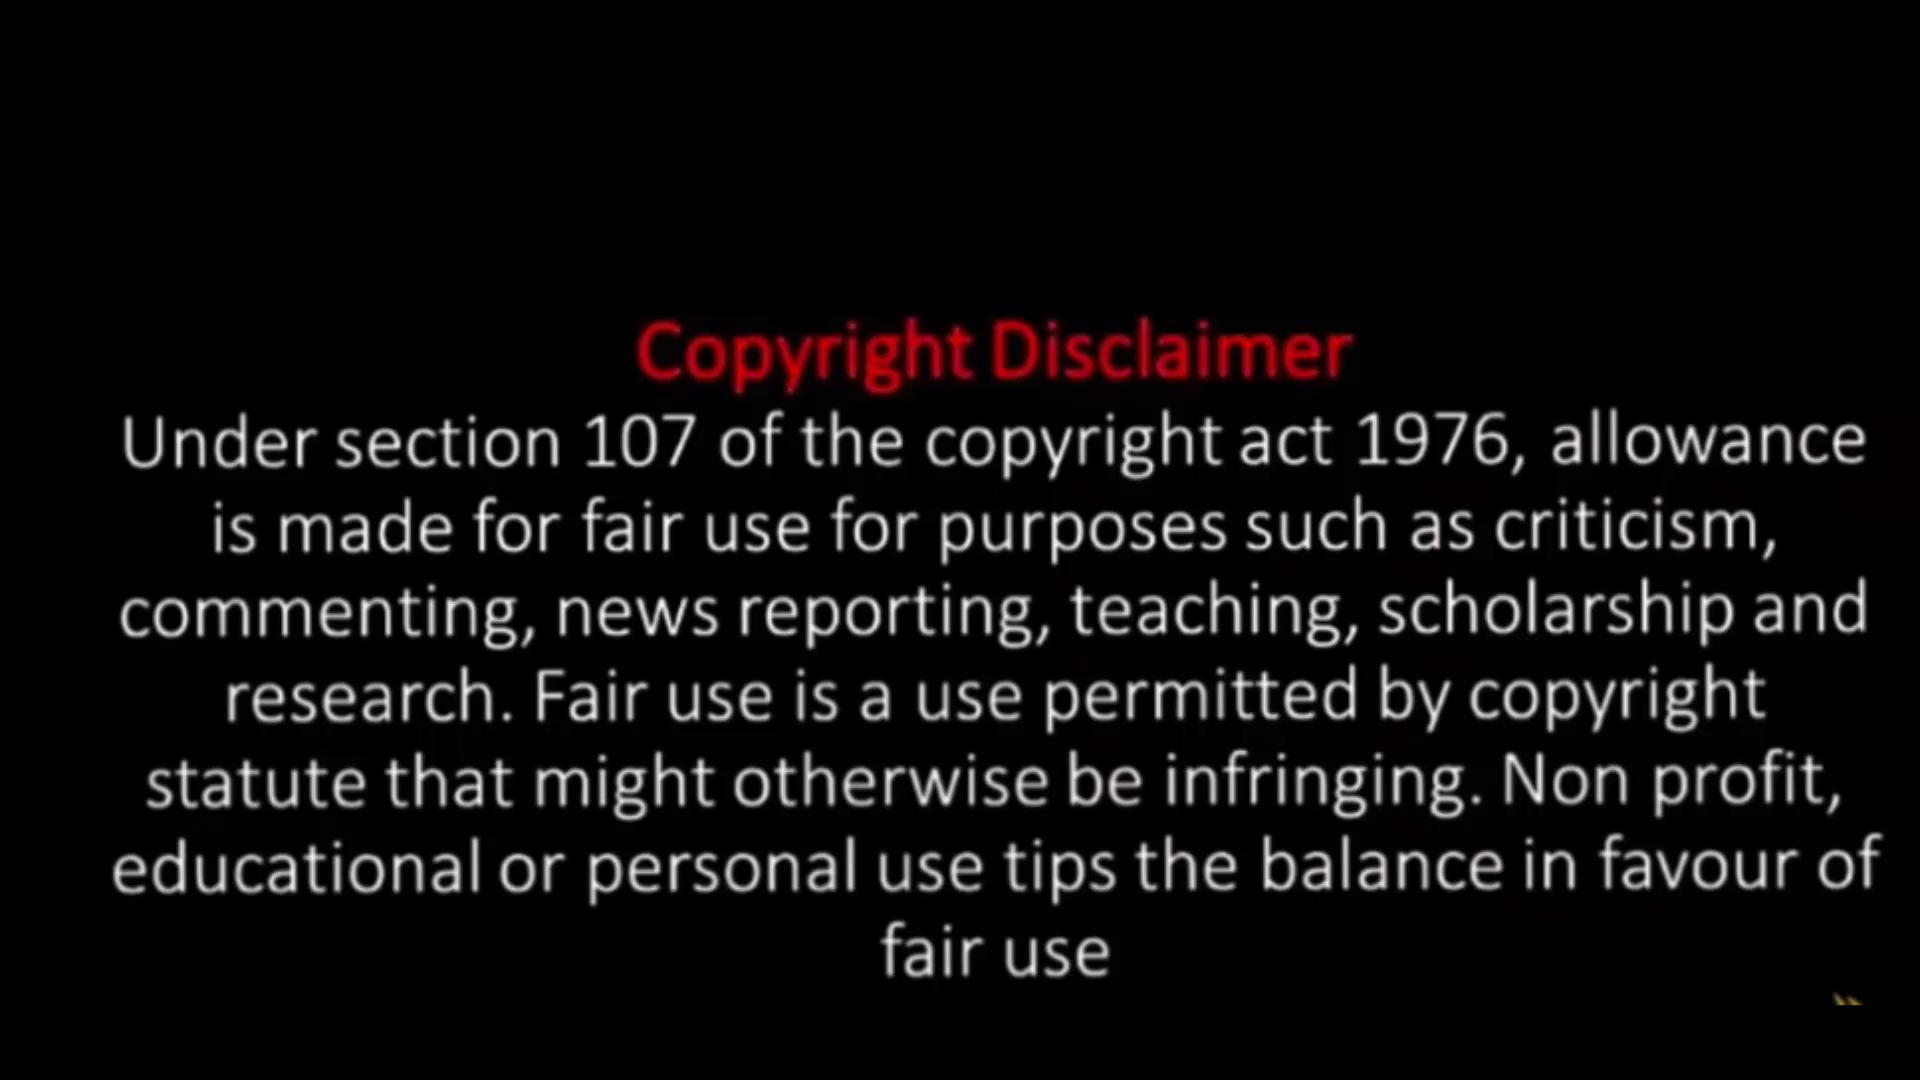 Copyright Disclaimer
Under section 107 of the copyright act 1976, allowance
is made for fair use for purposes such as criticism,
commenting, news reporting, teaching, scholarship and
research. Fair use is a use permitted by copyright
statute that might otherwise be infringing. Non profit,
educational or personal use tips the balance in favour of
fair use